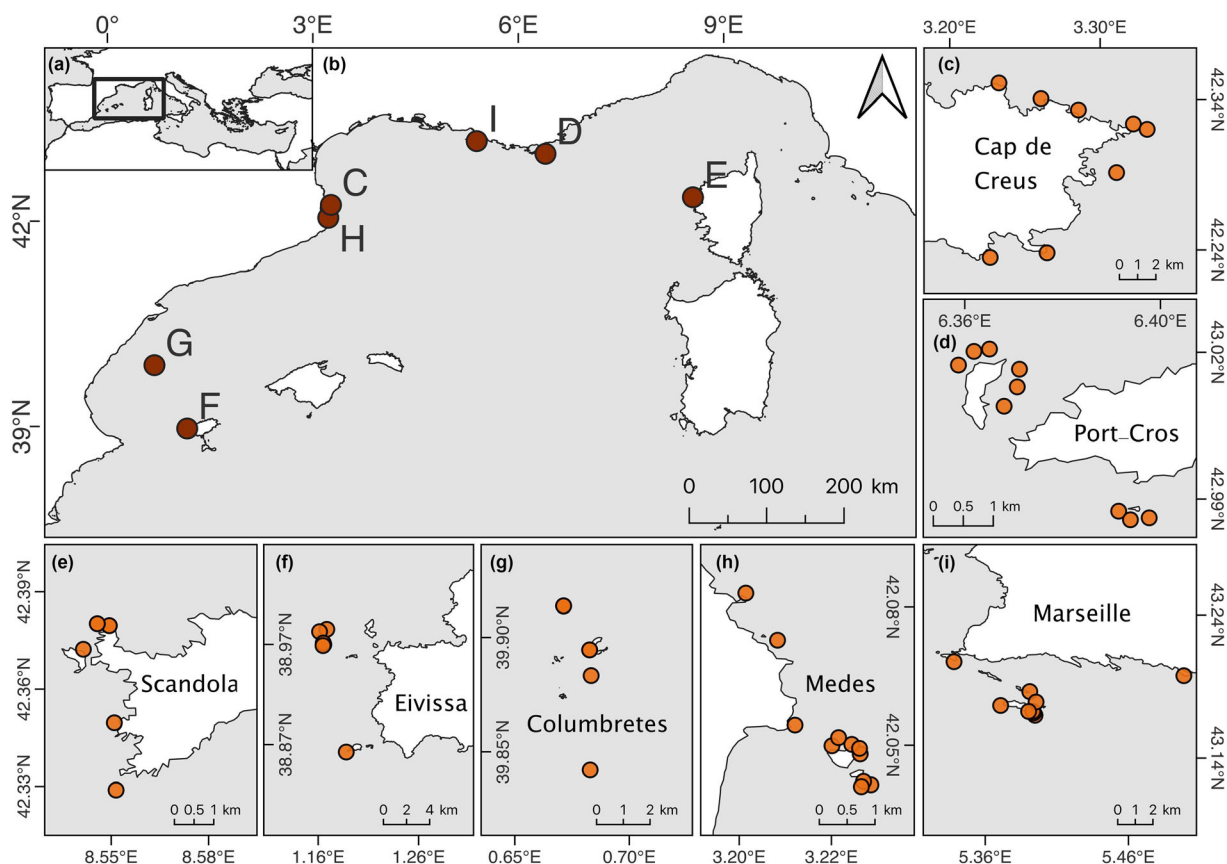 0° 3°E 6°E 9°E
3.20°E 3.30°E
(a) (b) (c)
I D
42.34°N
Cap de
Creus
C E
42°N
H
42.24°N
0 1 2 km
6.36°E 6.40°E
(d)
43.02°N
G
F
39°N
Port-Cros
0 100 200 km
42.99°N
0 0.5 1 km
(e) (f) (g) (h) (i)
42.39°N
42.08°N
43.24°N
Marseille
38.97°N
39.90°N
42.36°N
Scandola
Eivissa
Medes
Columbretes
38.87°N
39.85°N
42.05°N
43.14°N
42.33°N
0 0.5 1 km
0 2 4 km
0 1 2 km
0 0.5 1 km
0 1 2 km
8.55°E 8.58°E
1.16°E 1.26°E
0.65°E 0.70°E
3.20°E 3.22°E
5.36°E 5.46°E